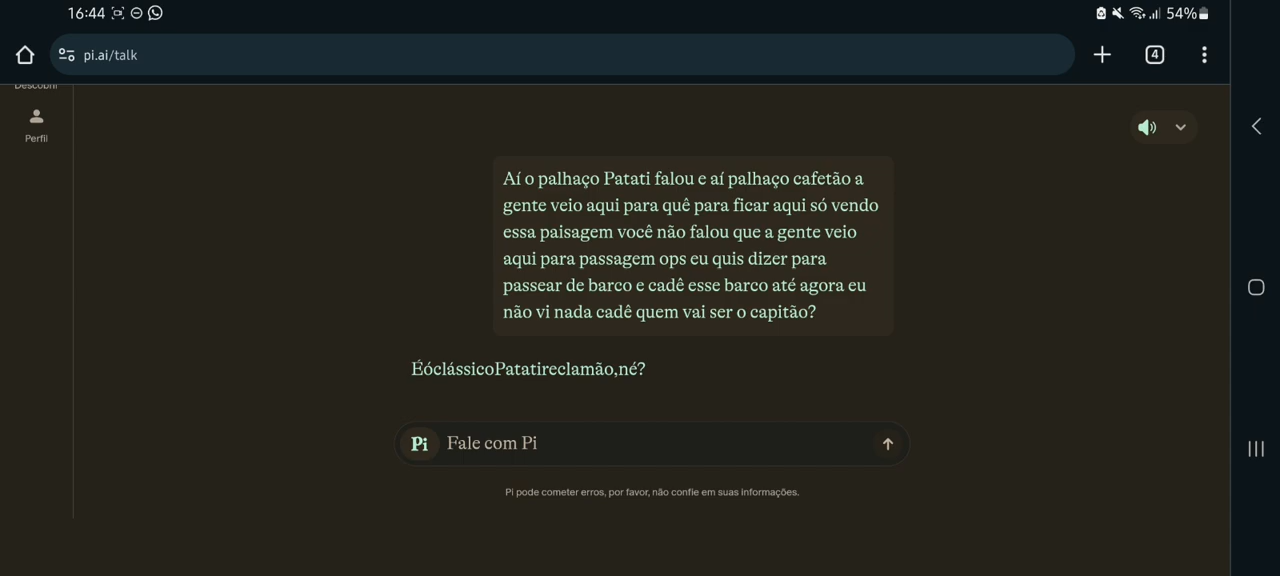 16:44
54%
pi.ai/talk
4
Descobrir
Perfil
Aí o palhaço Patati falou e aí palhaço cafetão a
gente veio aqui para quê para ficar aqui só vendo
essa paisagem você não falou que a gente veio
aqui para passagem ops eu quis dizer para
passear de barco e cadê esse barco até agora eu
não vi nada cadê quem vai ser o capitão?
ÉóclássicoPatatireclamão,né?
Pi
Fale com Pi
Pi pode cometer erros, por favor, não confie em suas informações.